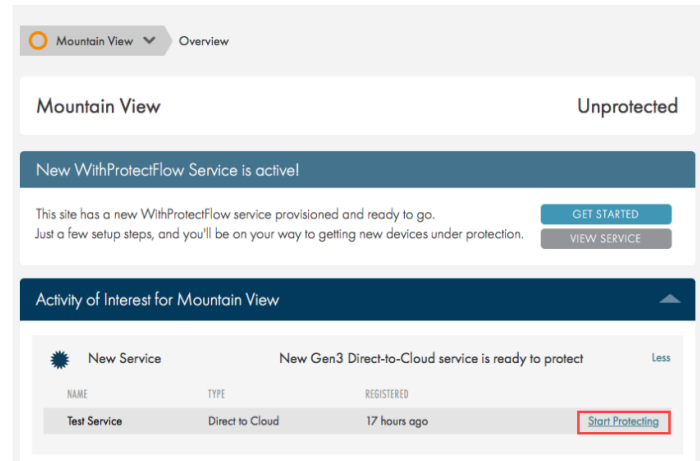 Mountain View Overview
Mountain View Unprotected
New WithProtectFlow Service is active!
This site has a new WithProtectFlow service provisioned and ready to go.
Just a few setup steps, and you'll be on your way to getting new devices under protection.
GET STARTED
VIEW SERVICE
Activity of Interest for Mountain View
New Service New Gen3 Direct-to-Cloud service is ready to protect Less
NAME TYPE REGISTERED
Test Service Direct to Cloud 17 hours ago Start Protecting